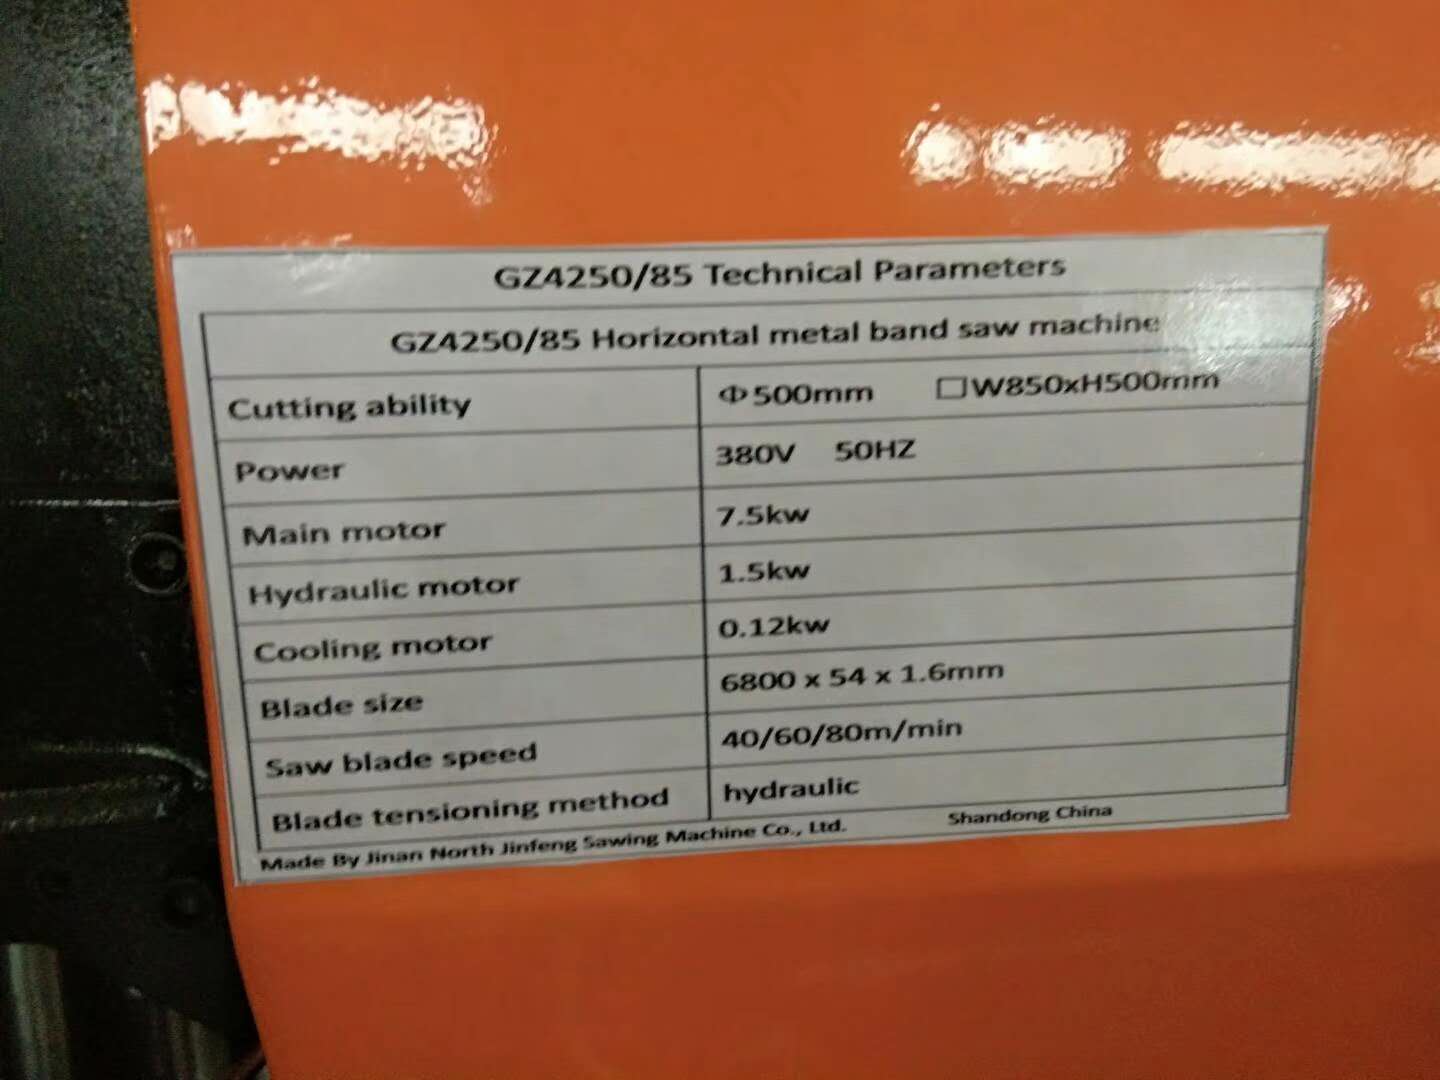 GZ4250/85 Technical Parameters
GZ4250/85 Horizontal metal band saw machine
Cutting ability Φ500mm □W850xH500mm
Power 380V 50HZ
Main motor 7.5kw
Hydraulic motor 1.5kw
Cooling motor 0.12kw
Blade size 6800 x 54 x 1.6mm
Saw blade speed 40/60/80m/min
Blade tensioning method hydraulic
Made By Jinan North Jinfeng Sawing Machine Co., Ltd. Shandong China